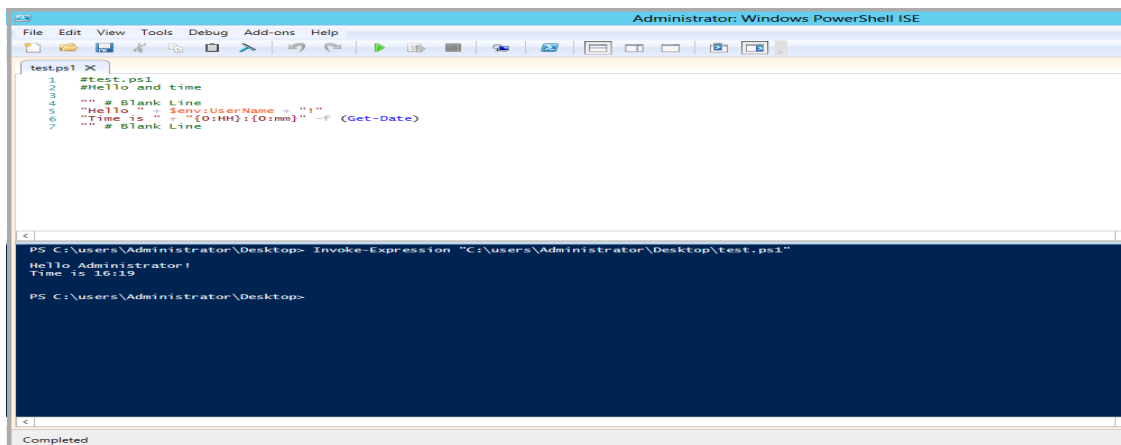 Administrator: Windows PowerShell ISE
File Edit View Tools Debug Add-ons Help
test.ps1 X
1 #test.ps1
2 #Hello and time
3
4 "" # Blank Line
5 "Hello " + $env:UserName + "!"
6 "Time is " + "{0:HH}:{0:mm}" -f (Get-Date)
7 "" # Blank Line
PS C:\users\Administrator\Desktop> Invoke-Expression "C:\users\Administrator\Desktop\test.ps1"
Hello Administrator!
Time is 16:19
PS C:\users\Administrator\Desktop>
Completed